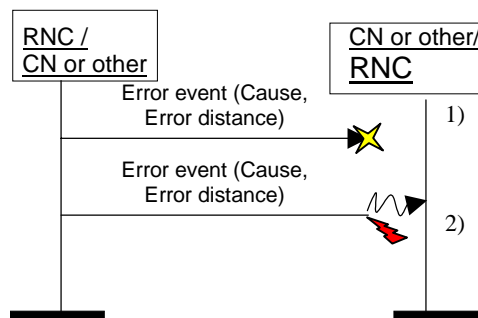 RNC /
CN or other
CN or other/
RNC
Error event (Cause,
Error distance)
1)
Error event (Cause,
Error distance)
2)